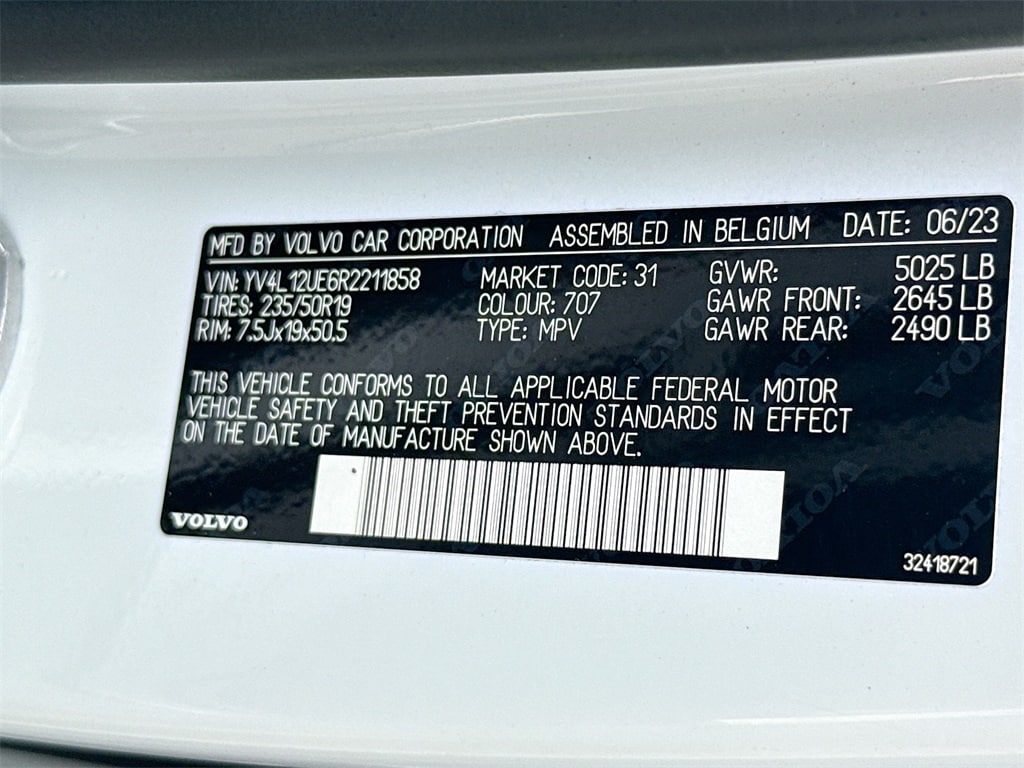 MFD BY VOLVO CAR CORPORATION ASSEMBLED IN BELGIUM DATE: 06/23
VIN: YV4L12UE6R2211858 MARKET CODE: 31 GVWR: 5025 LB
TIRES: 235/50R19 COLOUR: 707 GAWR FRONT: 2645 LB
RIM: 7.5Jx19x50.5 TYPE: MPV GAWR REAR: 2490 LB
THIS VEHICLE CONFORMS TO ALL APPLICABLE FEDERAL MOTOR
VEHICLE SAFETY AND THEFT PREVENTION STANDARDS IN EFFECT
ON THE DATE OF MANUFACTURE SHOWN ABOVE.
VOLVO
32418721